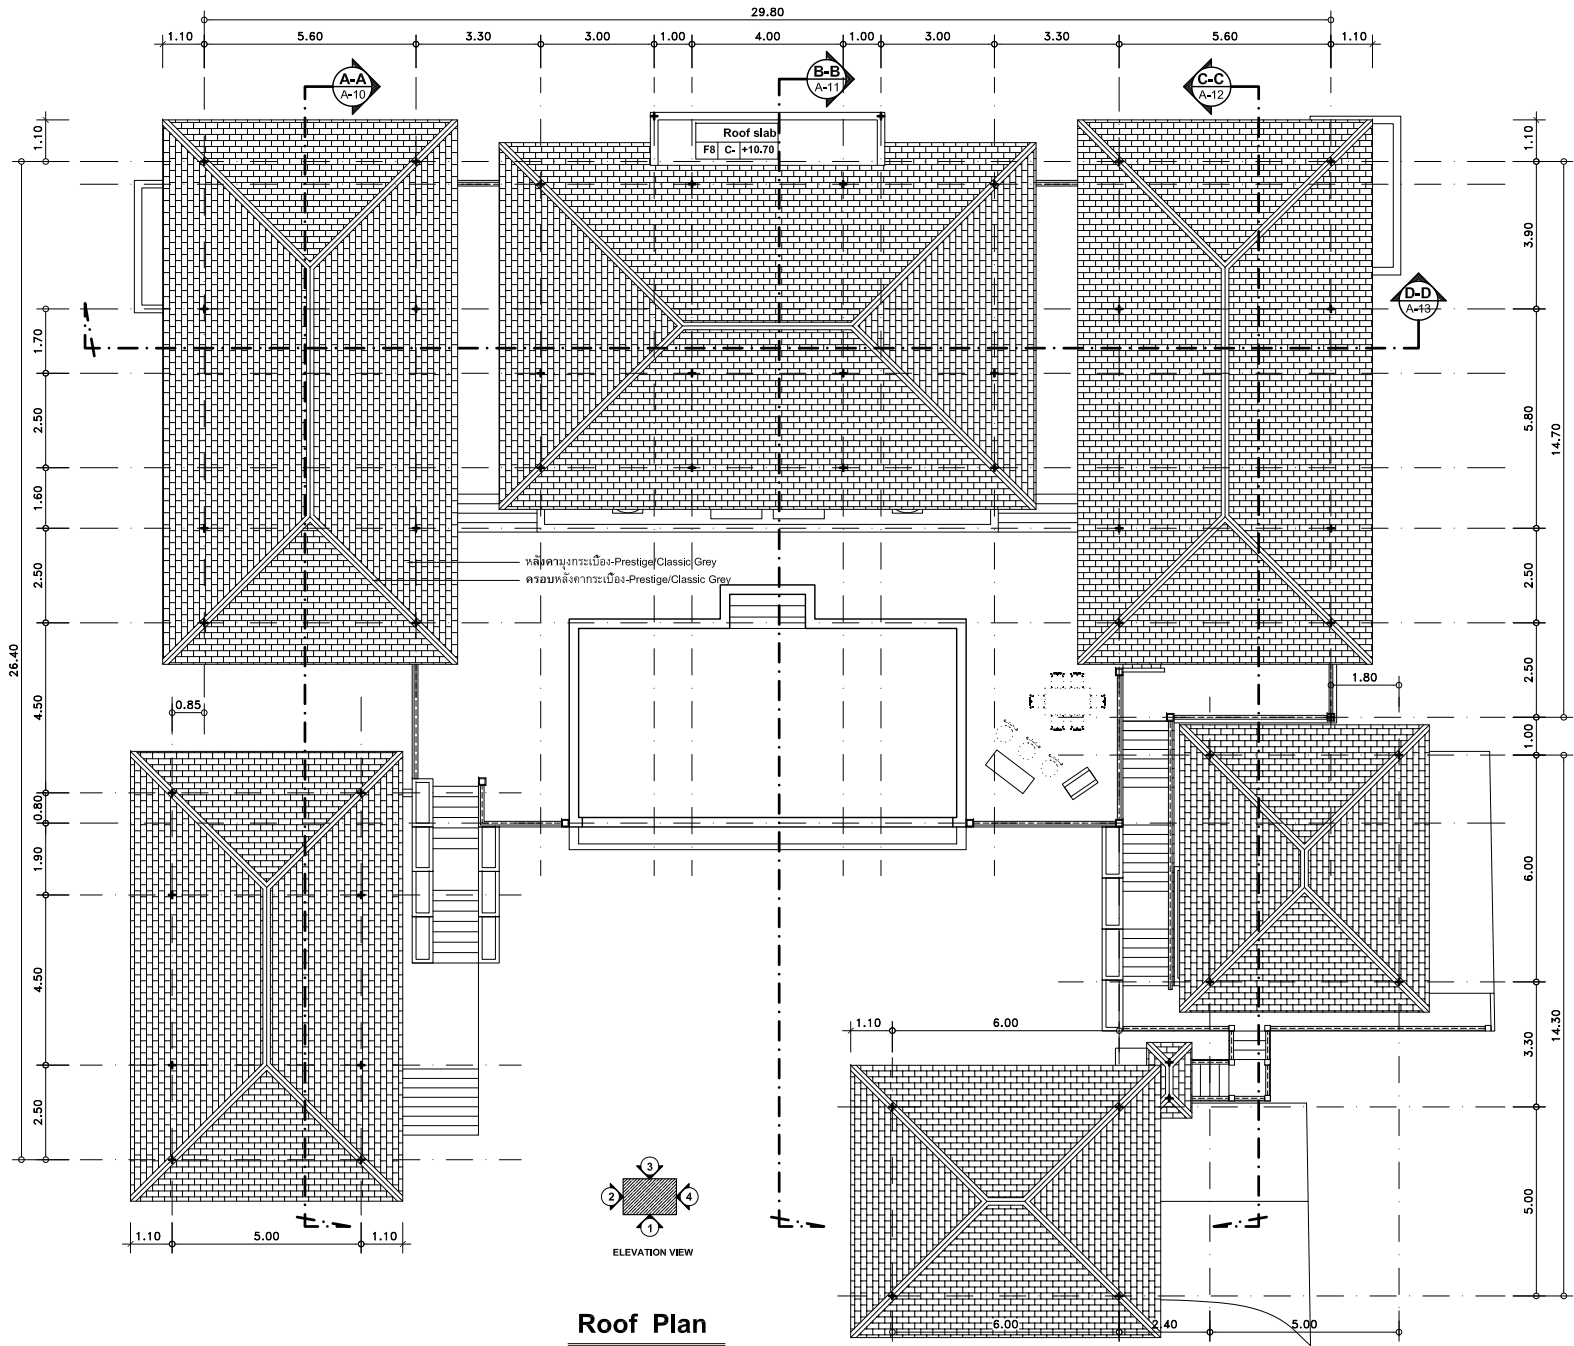 29.80
1.10 5.60 3.30 3.00 1.00 4.00 1.00 3.00 3.30 5.60 1.10
A-A
A-10
B-B
A-11
C-C
A-12
1.10
1.10
Roof slab
F8 C- +10.70
3.90
D-D
A-13
1.70
2.50
5.80
14.70
1.60
2.50
2.50
หลังคามุงกระเบื้อง-Prestige/Classic Grey
ครอบหลังคากระเบื้อง-Prestige/Classic Grey
26.40
4.50
2.50
0.85
1.80
1.00
0.80
1.90
6.00
4.50
1.10 6.00
3.30
14.30
2.50
5.00
3
2 4
1
ELEVATION VIEW
1.10 5.00 1.10
Roof Plan
6.00 2.40 5.00